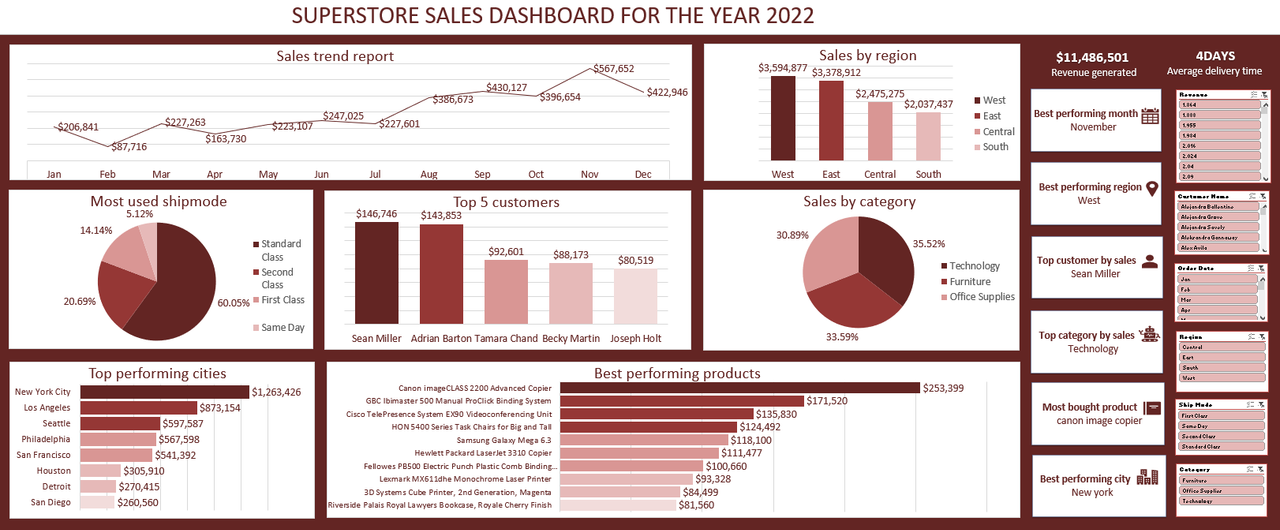 SUPERSTORE SALES DASHBOARD FOR THE YEAR 2022
Sales trend report
$206,841
$87,716
$227,263
$163,730
$223,107
$247,025
$227,601
$386,673
$430,127
$396,654
$567,652
$422,946
Jan Feb Mar Apr May Jun Jul Aug Sep Oct Nov Dec
Sales by region
$3,594,877
$3,378,912
$2,475,275
$2,037,437
West East Central South
West
East
Central
South
$11,486,501
Revenue generated
4DAYS
Average delivery time
Most used shipmode
5.12%
14.14%
20.69%
60.05%
Standard
Class
Second
Class
First Class
Same Day
Top 5 customers
$146,746
$143,853
$92,601
$88,173
$80,519
Sean Miller Adrian Barton Tamara Chand Becky Martin Joseph Holt
Sales by category
30.89%
35.52%
33.59%
Technology
Furniture
Office Supplies
Top performing cities
New York City $1,263,426
Los Angeles $873,154
Seattle $597,587
Philadelphia $567,598
San Francisco $541,392
Houston $305,910
Detroit $270,415
San Diego $260,560
Best performing products
Canon imageCLASS 2200 Advanced Copier $253,399
GBC Ibimaster 500 Manual ProClick Binding System $171,520
Cisco TelePresence System EX90 Videoconferencing Unit $135,830
HON 5400 Series Task Chairs for Big and Tall $124,492
Samsung Galaxy Mega 6.3 $118,100
Hewlett Packard LaserJet 3310 Copier $111,477
Fellowes PB500 Electric Punch Plastic Comb Binding... $100,660
Lexmark MX611dhe Monochrome Laser Printer $93,328
3D Systems Cube Printer, 2nd Generation, Magenta $84,499
Riverside Palais Royal Lawyers Bookcase, Royale Cherry Finish $81,560
Best performing month
November
Best performing region
West
Top customer by sales
Sean Miller
Top category by sales
Technology
Most bought product
canon image copier
Best performing city
New york
Revenue
2,016
2,024
2,04
2,09
Customer Name
Alejandro Ballentine
Alejandro Grove
Alejandro Savely
Aleksandra Gannaway
Alex Avila
Order Date
Jan
Feb
Mar
Apr
Region
Central
East
South
West
Ship Mode
First Class
Same Day
Second Class
Standard Class
Category
Furniture
Office Supplies
Technology